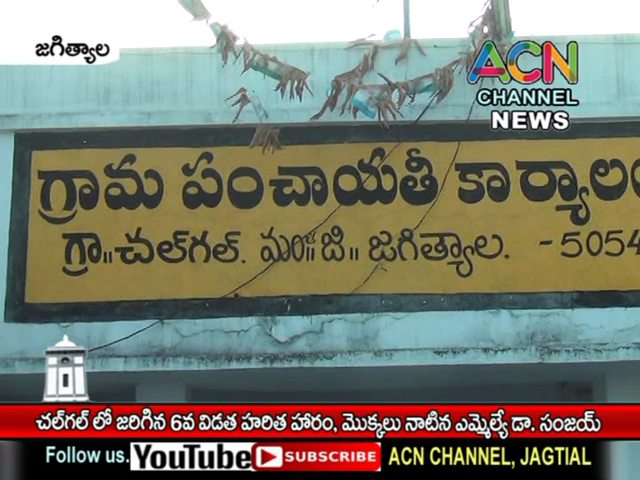 జగిత్యాల
ACN
CHANNEL
NEWS
గ్రామ పంచాయతీ కార్యాల
గ్రా॥చల్‌గల్. మం॥జి॥ జగిత్యాల. -5054
చల్‌గల్ లో జరిగిన 6వ విడత హరిత హారం, మొక్కలు నాటిన ఎమ్మెల్యే డా. సంజయ్
Follow us. YouTube SUBSCRIBE ACN CHANNEL, JAGTIAL